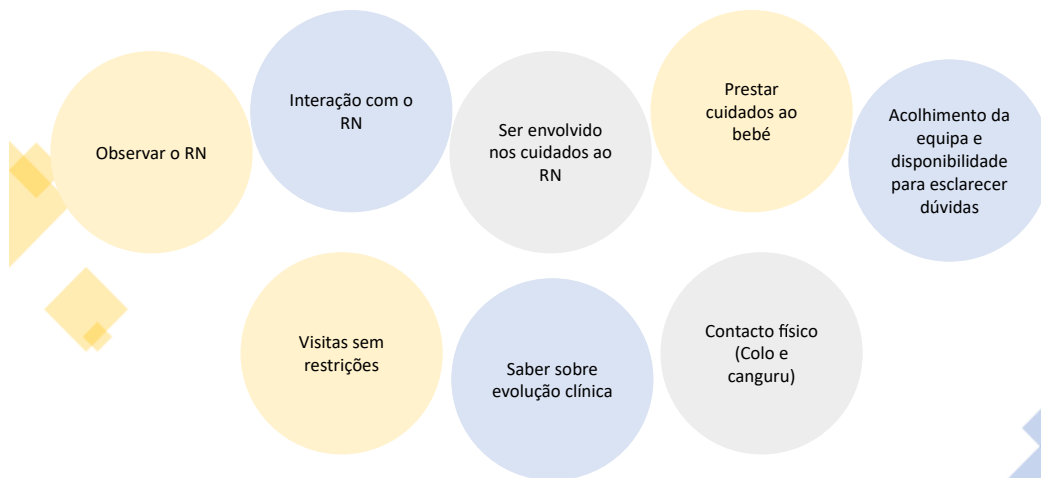 Observar o RN
Interação com o
RN
Ser envolvido
nos cuidados ao
RN
Prestar
cuidados ao
bebé
Acolhimento da
equipa e
disponibilidade
para esclarecer
dúvidas
Visitas sem
restrições
Saber sobre
evolução clínica
Contacto físico
(Colo e
canguru)